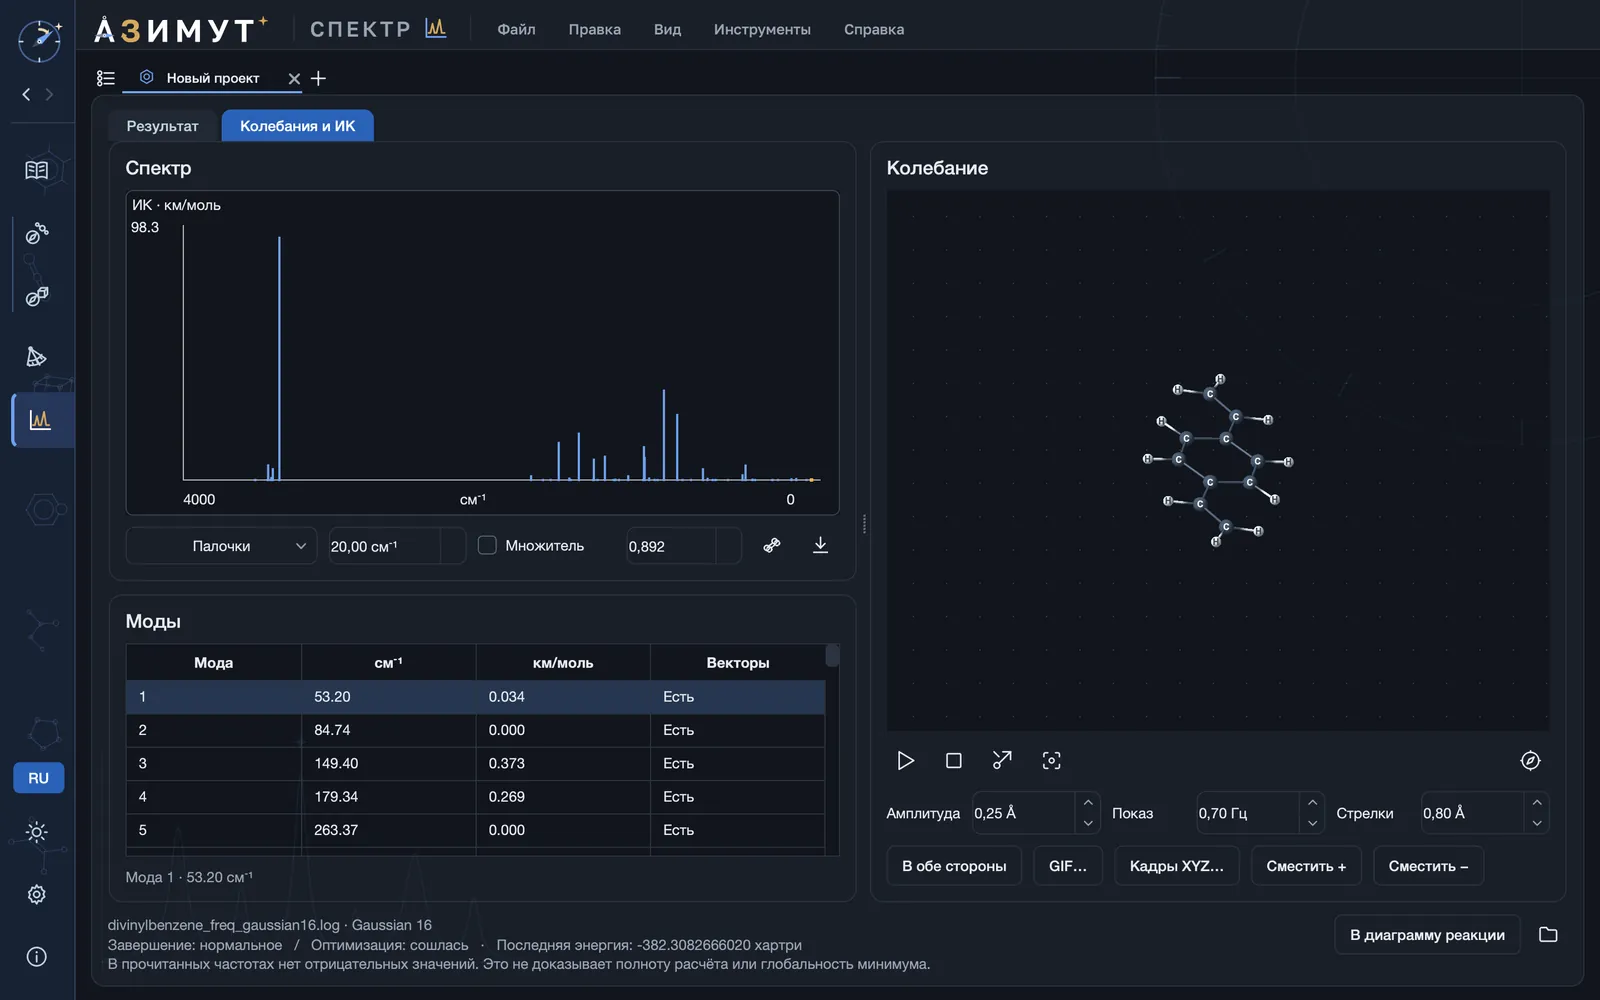 АЗИМУТ
СПЕКТР
Файл
Правка
Вид
Инструменты
Справка
Новый проект
Результат
Колебания и ИК
Спектр
ИК · км/моль
98.3
4000
см⁻¹
0
Палочки
20,00 см⁻¹
Множитель
0,892
Моды
Мода см⁻¹ км/моль Векторы
1 53.20 0.034 Есть
2 84.74 0.000 Есть
3 149.40 0.373 Есть
4 179.34 0.269 Есть
5 263.37 0.000 Есть
Мода 1 · 53.20 см⁻¹
Колебание
H
H C
C H
H
C C
H C C H
C C
H C H
C H
H
Амплитуда 0,25 Å Показ 0,70 Гц Стрелки 0,80 Å
В обе стороны GIF... Кадры XYZ... Сместить + Сместить −
RU
divinylbenzene_freq_gaussian16.log · Gaussian 16
Завершение: нормальное / Оптимизация: сошлась · Последняя энергия: -382.3082666020 хартри
В прочитанных частотах нет отрицательных значений. Это не доказывает полноту расчёта или глобальность минимума.
В диаграмму реакции